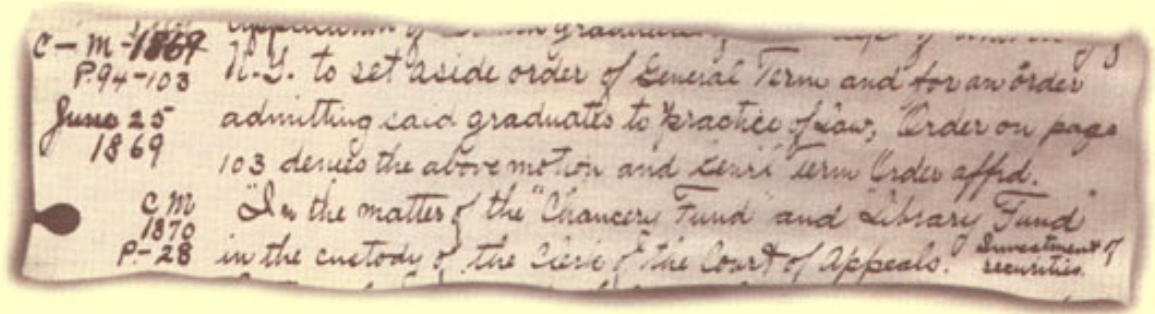 C-M-1869
P. 94-103
June 25
1869
N.Y. to set aside order of General Term and for an order
admitting said graduates to practice of law, Order on page
103 denies the above motion and Genrl Term Order affd.
C M
1870
P-28
"In the matter of the "Chancery Fund" and "Library Fund"
in the custody of the Clerk of the Court of Appeals. Investment of
securities.